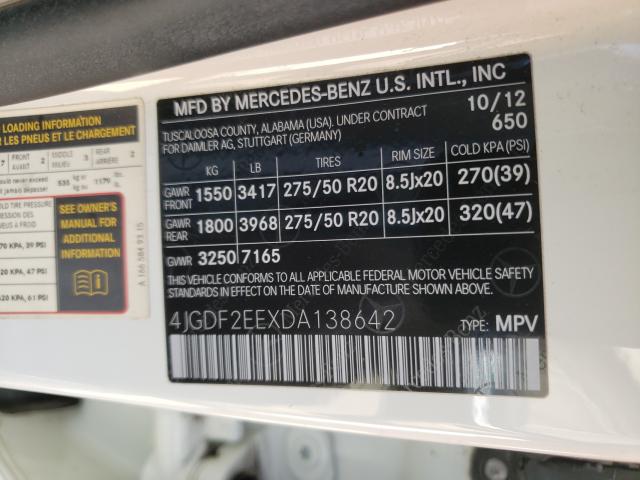 LOADING INFORMATION
LES PNEUS ET LE CHARGEMENT
SEE OWNER'S
MANUAL FOR
ADDITIONAL
INFORMATION
A 166 584 93 15
MFD BY MERCEDES-BENZ U.S. INTL., INC
TUSCALOOSA COUNTY, ALABAMA (USA). UNDER CONTRACT 10/12
FOR DAIMLER AG, STUTTGART (GERMANY) 650
KG LB TIRES RIM SIZE COLD KPA (PSI)
GAWR FRONT 1550 3417 275/50 R20 8.5Jx20 270(39)
GAWR REAR 1800 3968 275/50 R20 8.5Jx20 320(47)
GVWR 3250 7165
THIS VEHICLE CONFORMS TO ALL APPLICABLE FEDERAL MOTOR VEHICLE SAFETY
STANDARDS IN EFFECT ON THE DATE OF MANUFACTURE SHOWN ABOVE.
4JGDF2EEXDA138642 TYPE: MPV